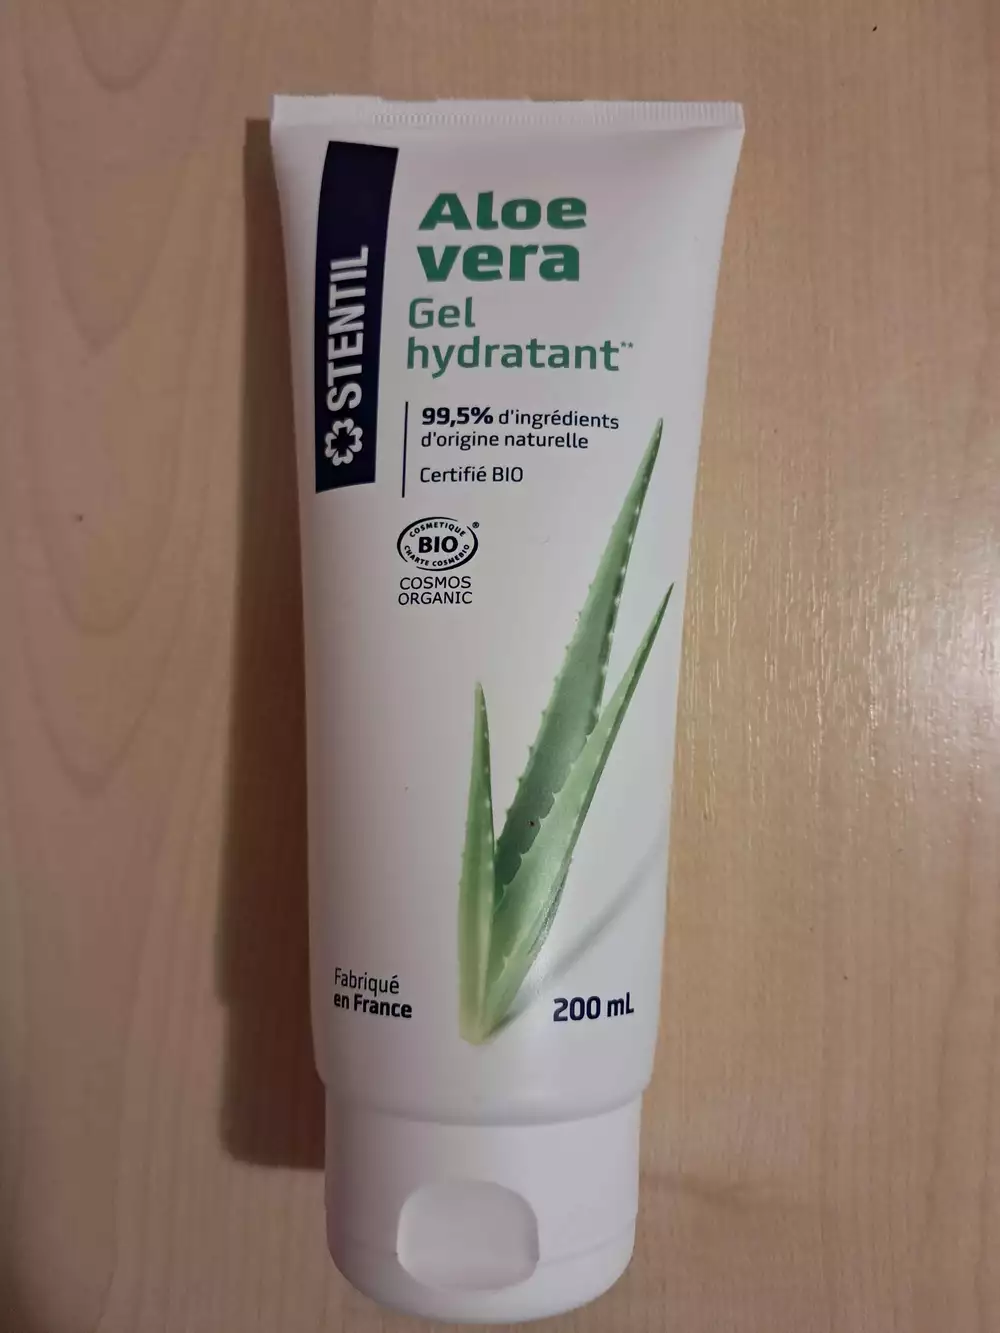 STENTIL
Aloe
vera
Gel
hydratant**
99,5% d'ingrédients
d'origine naturelle
Certifié BIO
COSMETIQUE ®
BIO
CHARTE COSMEBIO
COSMOS
ORGANIC
Fabriqué
en France
200 mL